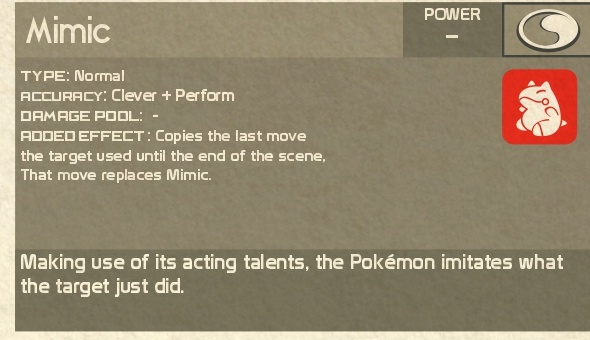 Mimic
POWER
–
TYPE: Normal
ACCURACY: Clever + Perform
DAMAGE POOL: -
ADDED EFFECT: Copies the last move
the target used until the end of the scene,
That move replaces Mimic.
Making use of its acting talents, the Pokémon imitates what
the target just did.